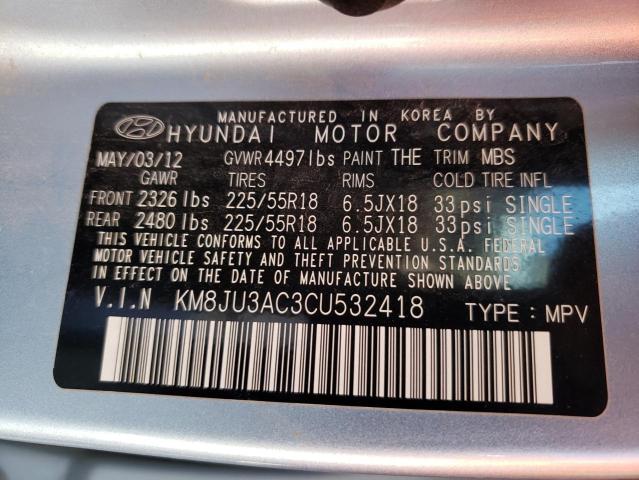 MANUFACTURED IN KOREA BY
HYUNDAI MOTOR COMPANY
MAY/03/12 GVWR 4497lbs PAINT THE TRIM MBS
GAWR TIRES RIMS COLD TIRE INFL
FRONT 2326 lbs 225/55R18 6.5JX18 33psi SINGLE
REAR 2480 lbs 225/55R18 6.5JX18 33psi SINGLE
THIS VEHICLE CONFORMS TO ALL APPLICABLE U.S.A. FEDERAL
MOTOR VEHICLE SAFETY AND THEFT PREVENTION STANDARDS
IN EFFECT ON THE DATE OF MANUFACTURE SHOWN ABOVE
V.I.N KM8JU3AC3CU532418 TYPE : MPV